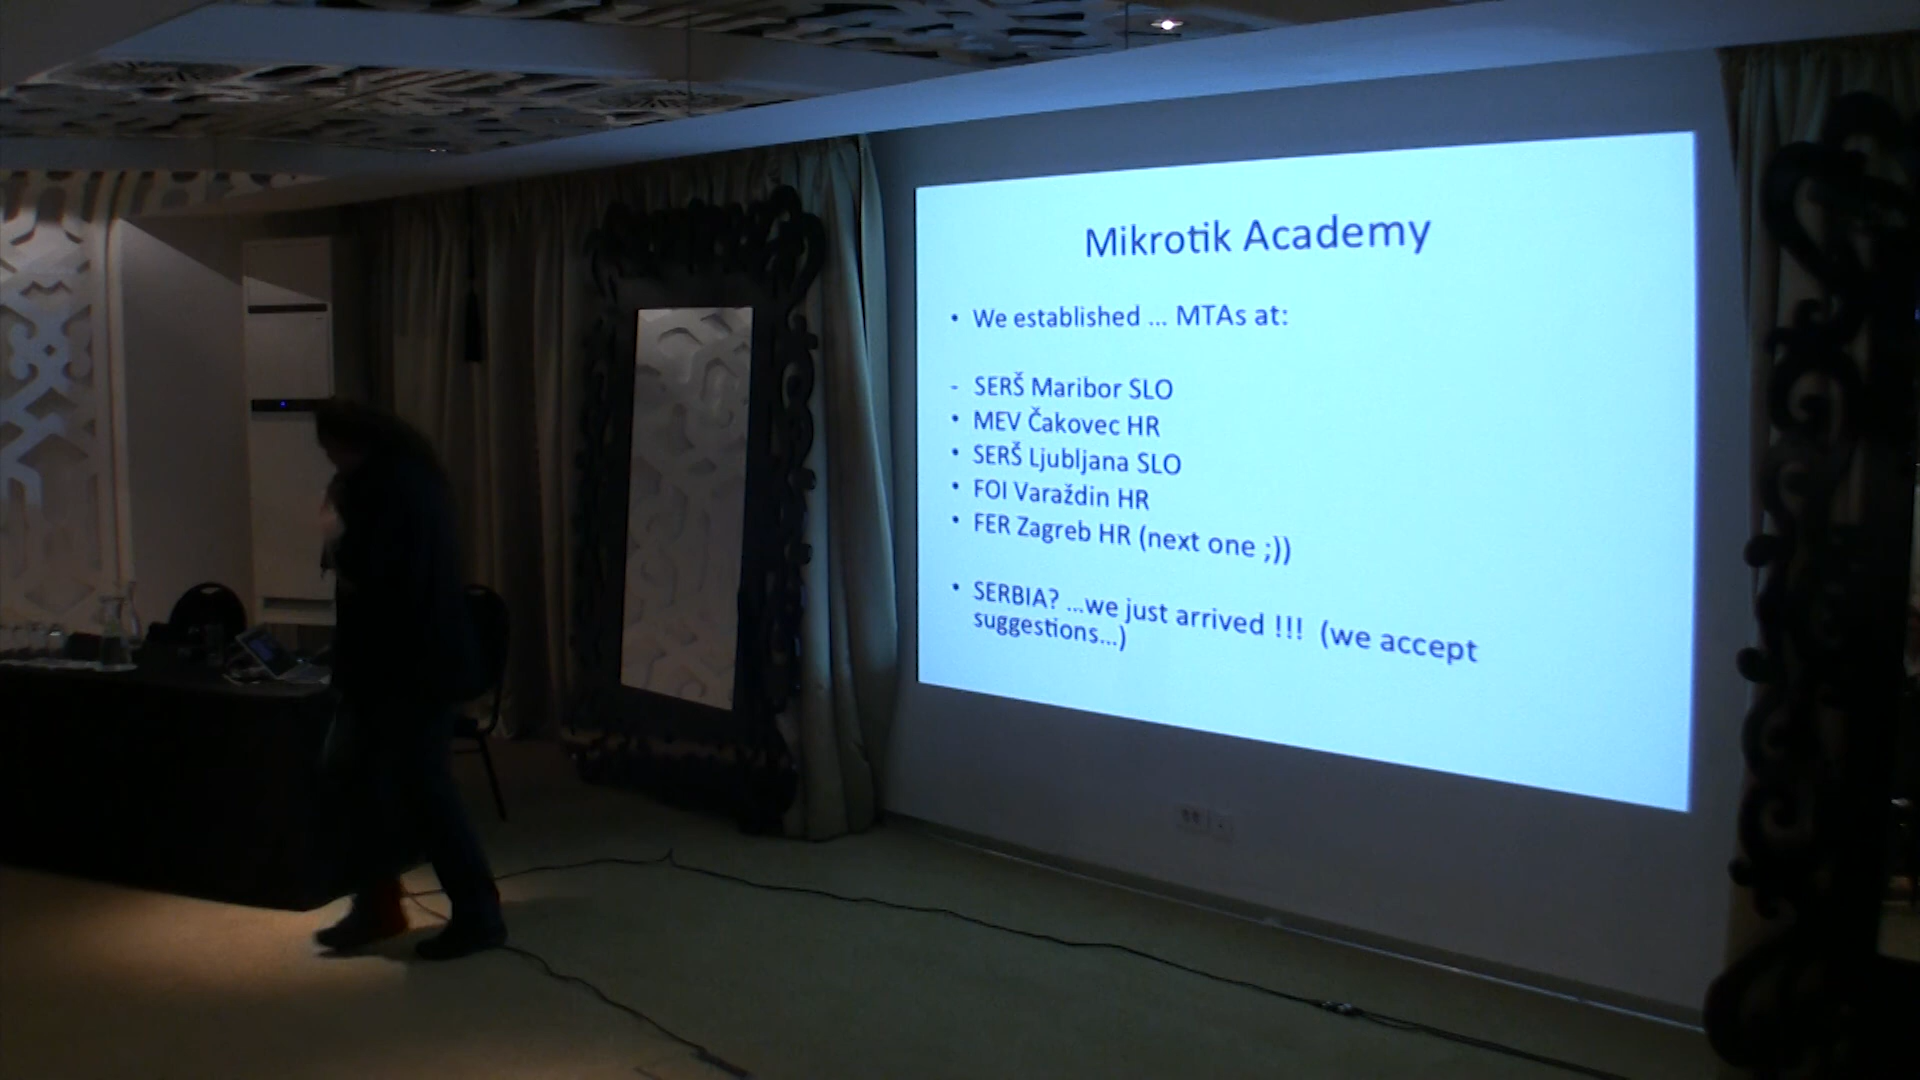 Mikrotik Academy
• We established ... MTAs at:
- SERŠ Maribor SLO
• MEV Čakovec HR
• SERŠ Ljubljana SLO
• FOI Varaždin HR
• FER Zagreb HR (next one ;))
• SERBIA? ...we just arrived !!! (we accept
suggestions...)